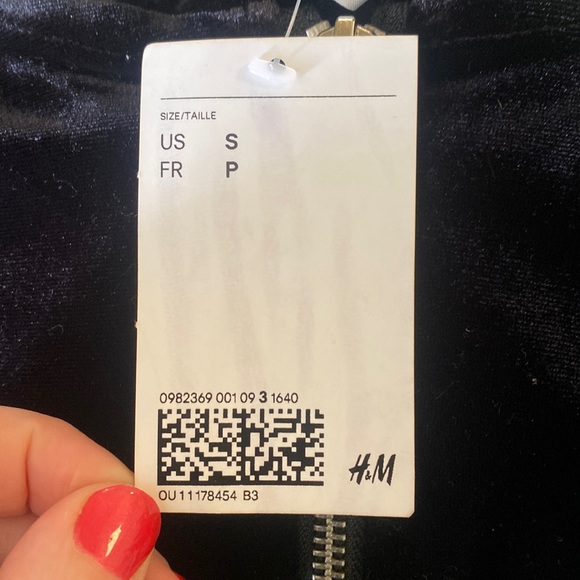 SIZE/TAILLE
US S
FR P
0982369 001 09 3 1640
OU 11178454 B3
H&M